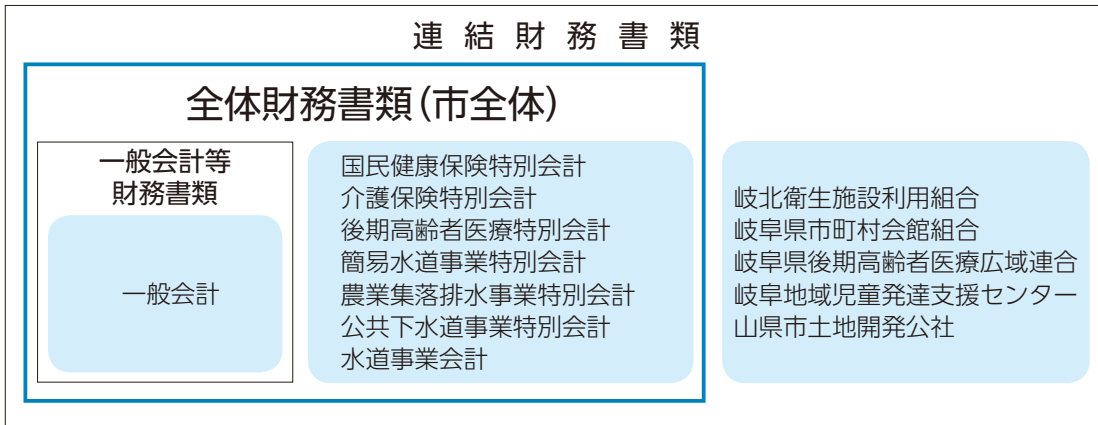 連結財務書類
全体財務書類（市全体）
一般会計等
財務書類
一般会計
国民健康保険特別会計
介護保険特別会計
後期高齢者医療特別会計
簡易水道事業特別会計
農業集落排水事業特別会計
公共下水道事業特別会計
水道事業会計
岐北衛生施設利用組合
岐阜県市町村会館組合
岐阜県後期高齢者医療広域連合
岐阜地域児童発達支援センター
山県市土地開発公社